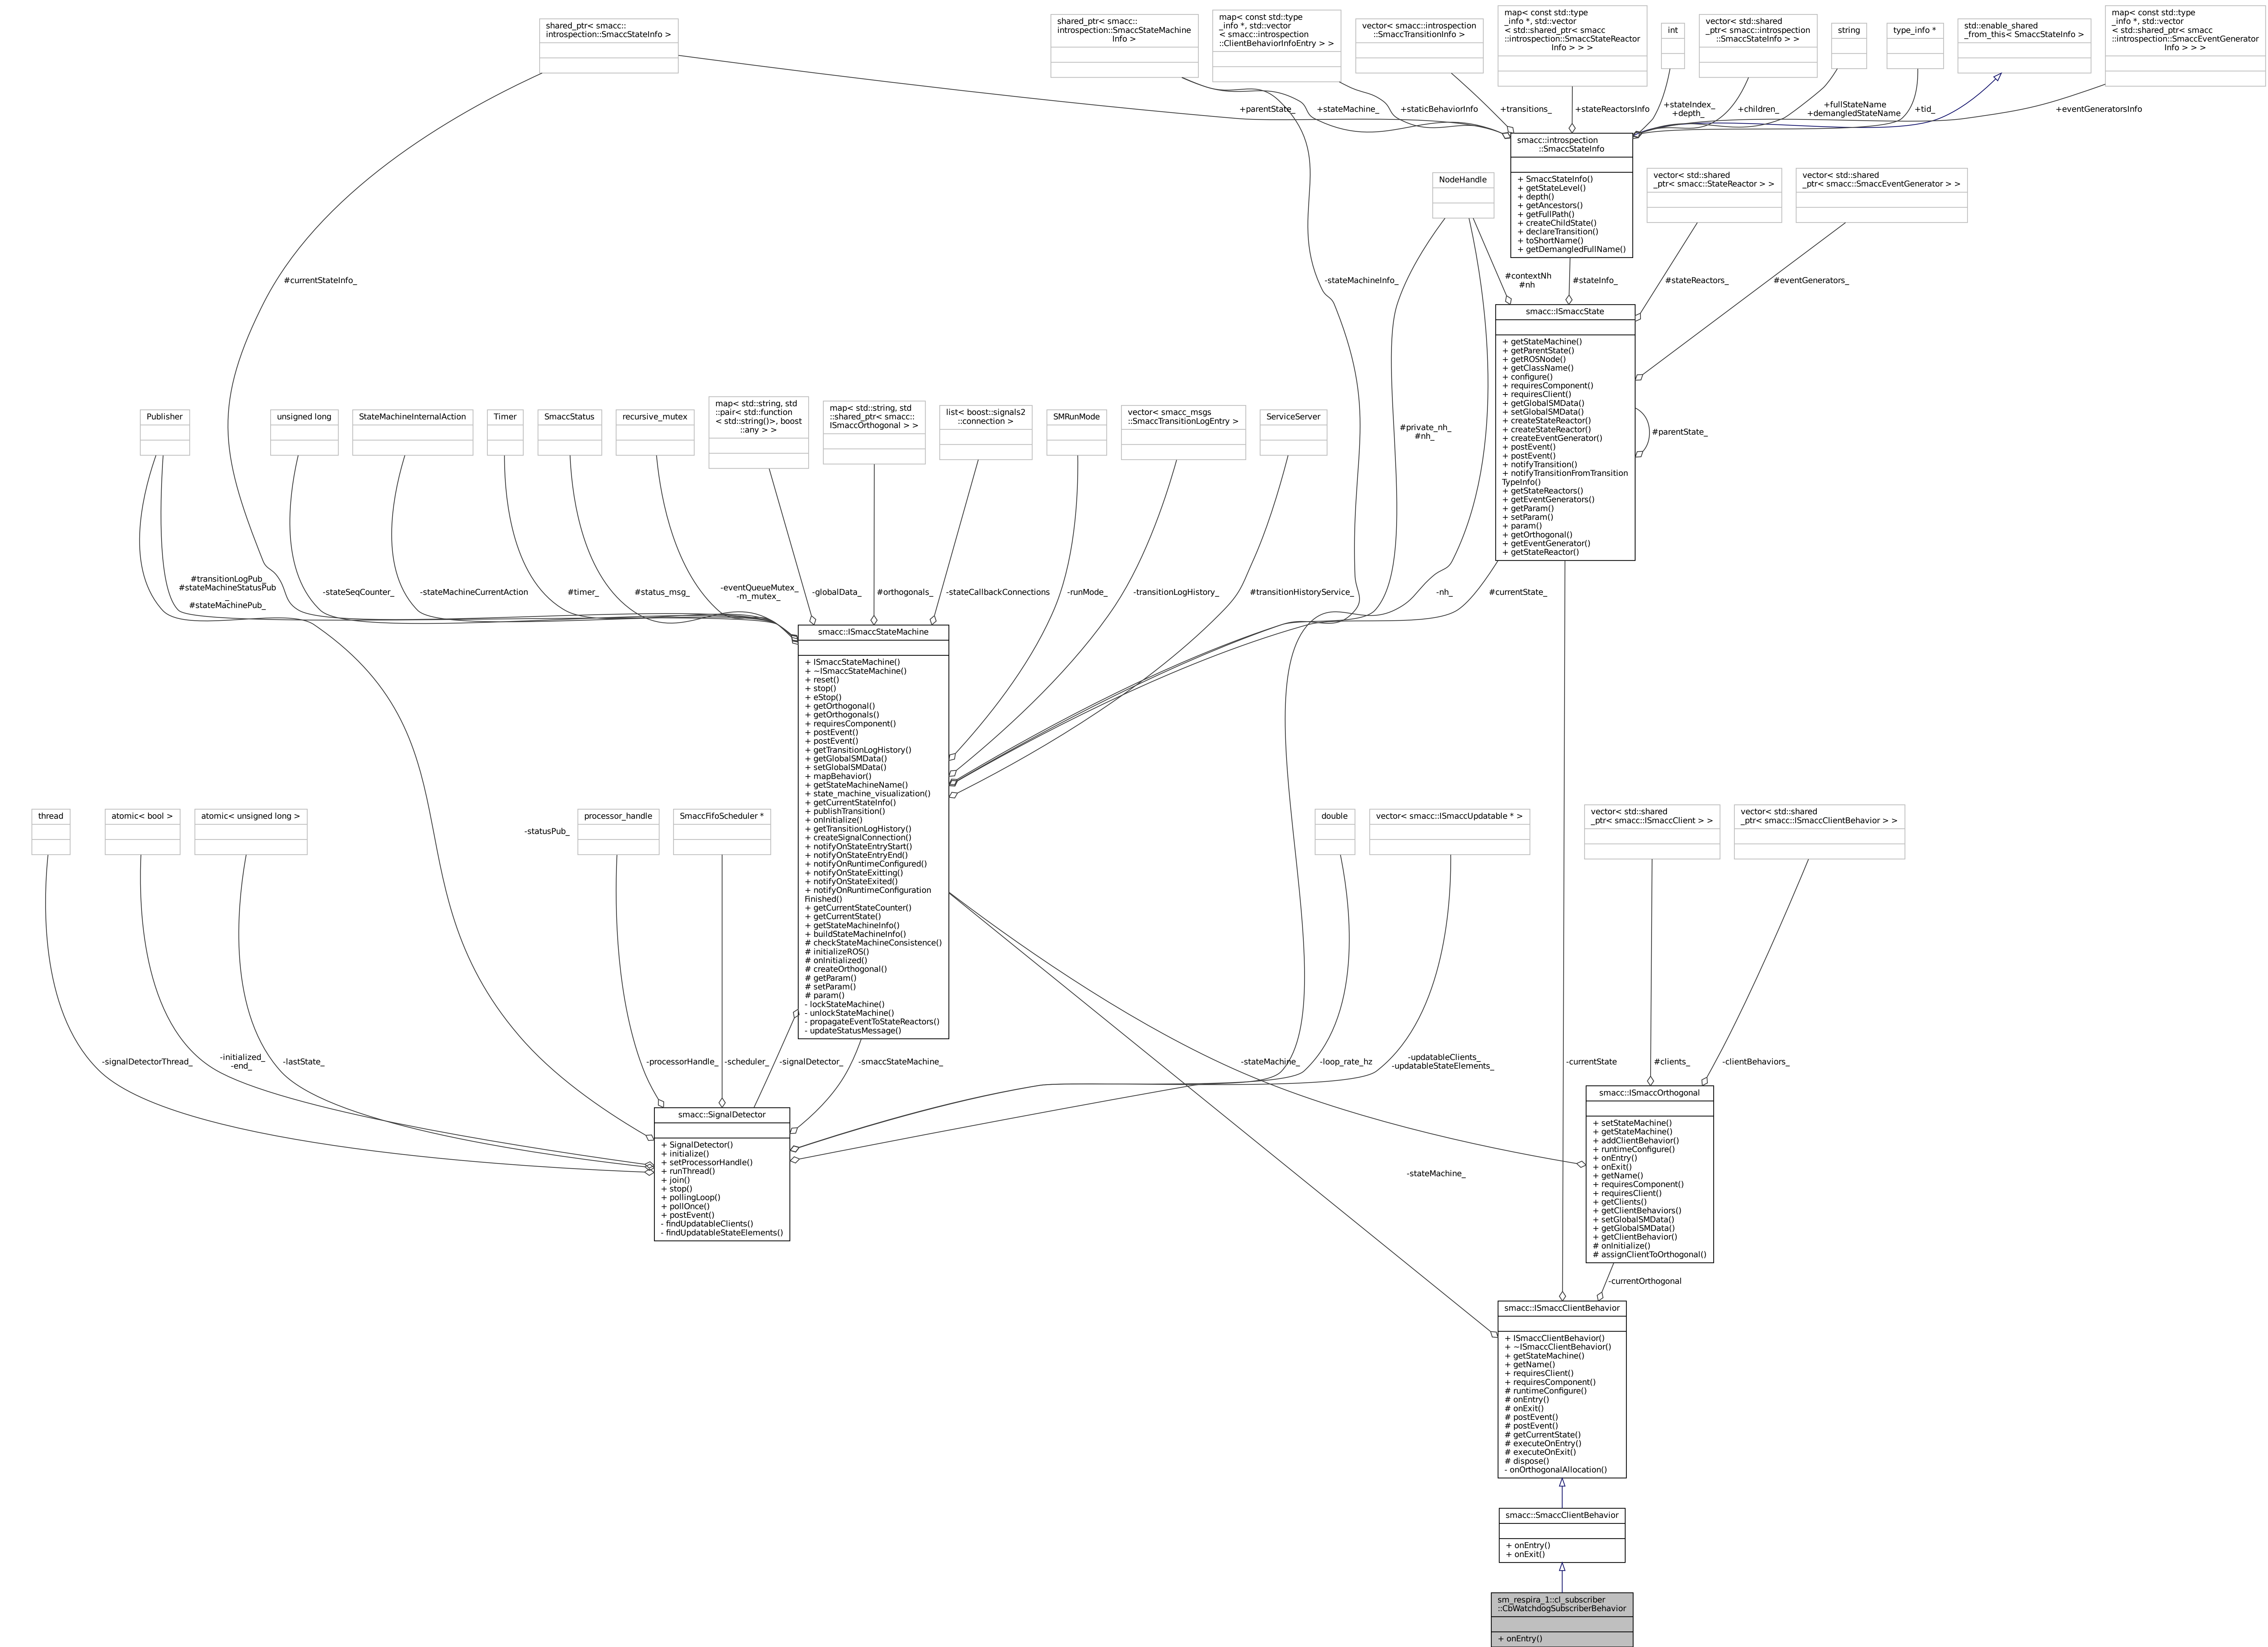 shared_ptr< smacc::
introspection::SmaccStateInfo >
shared_ptr< smacc::
introspection::SmaccStateMachine
Info >
map< const std::type
_info *, std::vector
< smacc::introspection
::ClientBehaviorInfoEntry > >
vector< smacc::introspection
::SmaccTransitionInfo >
map< const std::type
_info *, std::vector
< std::shared_ptr< smacc
::introspection::SmaccStateReactor
Info > > >
int
vector< std::shared
_ptr< smacc::introspection
::SmaccStateInfo > >
string
type_info *
std::enable_shared
_from_this< SmaccStateInfo >
map< const std::type
_info *, std::vector
< std::shared_ptr< smacc
::introspection::SmaccEventGenerator
Info > > >
+parentState_
+stateMachine_
+staticBehaviorInfo
+transitions_
+stateReactorsInfo
+stateIndex_
+depth_
+children_
+fullStateName
+demangledStateName
+tid_
+eventGeneratorsInfo
smacc::introspection
::SmaccStateInfo
+ SmaccStateInfo()
+ getStateLevel()
+ depth()
+ getAncestors()
+ getFullPath()
+ createChildState()
+ declareTransition()
+ toShortName()
+ getDemangledFullName()
NodeHandle
vector< std::shared
_ptr< smacc::StateReactor > >
vector< std::shared
_ptr< smacc::SmaccEventGenerator > >
#currentStateInfo_
-stateMachineInfo_
#contextNh
#nh
#stateInfo_
#stateReactors_
#eventGenerators_
smacc::ISmaccState
+ getStateMachine()
+ getParentState()
+ getROSNode()
+ getClassName()
+ configure()
+ requiresComponent()
+ requiresClient()
+ getGlobalSMData()
+ setGlobalSMData()
+ createStateReactor()
+ createStateReactor()
+ createEventGenerator()
+ postEvent()
+ postEvent()
+ notifyTransition()
+ notifyTransitionFromTransition
TypeInfo()
+ getStateReactors()
+ getEventGenerators()
+ getParam()
+ setParam()
+ param()
+ getOrthogonal()
+ getEventGenerator()
+ getStateReactor()
#parentState_
Publisher
unsigned long
StateMachineInternalAction
Timer
SmaccStatus
recursive_mutex
map< std::string, std
::pair< std::function
< std::string()>, boost
::any > >
map< std::string, std
::shared_ptr< smacc::
ISmaccOrthogonal > >
list< boost::signals2
::connection >
SMRunMode
vector< smacc_msgs
::SmaccTransitionLogEntry >
ServiceServer
#private_nh_
#nh_
#transitionLogPub_
#stateMachineStatusPub
_
#stateMachinePub_
-stateSeqCounter_
-stateMachineCurrentAction
#timer_
#status_msg_
-eventQueueMutex_
-m_mutex_
-globalData_
#orthogonals_
-stateCallbackConnections
-runMode_
-transitionLogHistory_
#transitionHistoryService_
-nh_
#currentState_
smacc::ISmaccStateMachine
+ ISmaccStateMachine()
+ ~ISmaccStateMachine()
+ reset()
+ stop()
+ eStop()
+ getOrthogonal()
+ getOrthogonals()
+ requiresComponent()
+ postEvent()
+ postEvent()
+ getTransitionLogHistory()
+ getGlobalSMData()
+ setGlobalSMData()
+ mapBehavior()
+ getStateMachineName()
+ state_machine_visualization()
+ getCurrentStateInfo()
+ publishTransition()
+ onInitialize()
+ getTransitionLogHistory()
+ createSignalConnection()
+ notifyOnStateEntryStart()
+ notifyOnStateEntryEnd()
+ notifyOnRuntimeConfigured()
+ notifyOnStateExitting()
+ notifyOnStateExited()
+ notifyOnRuntimeConfiguration
Finished()
+ getCurrentStateCounter()
+ getCurrentState()
+ getStateMachineInfo()
+ buildStateMachineInfo()
# checkStateMachineConsistence()
# initializeROS()
# onInitialized()
# createOrthogonal()
# getParam()
# setParam()
# param()
- lockStateMachine()
- unlockStateMachine()
- propagateEventToStateReactors()
- updateStatusMessage()
thread
atomic< bool >
atomic< unsigned long >
-statusPub_
processor_handle
SmaccFifoScheduler *
double
vector< smacc::ISmaccUpdatable * >
vector< std::shared
_ptr< smacc::ISmaccClient > >
vector< std::shared
_ptr< smacc::ISmaccClientBehavior > >
-signalDetectorThread_
-initialized_
-end_
-lastState_
-processorHandle_
-scheduler_
-signalDetector_
-smaccStateMachine_
-stateMachine_
-loop_rate_hz
-updatableClients_
-updatableStateElements_
-currentState
#clients_
-clientBehaviors_
smacc::SignalDetector
+ SignalDetector()
+ initialize()
+ setProcessorHandle()
+ runThread()
+ join()
+ stop()
+ pollingLoop()
+ pollOnce()
+ postEvent()
- findUpdatableClients()
- findUpdatableStateElements()
smacc::ISmaccOrthogonal
+ setStateMachine()
+ getStateMachine()
+ addClientBehavior()
+ runtimeConfigure()
+ onEntry()
+ onExit()
+ getName()
+ requiresComponent()
+ requiresClient()
+ getClients()
+ getClientBehaviors()
+ setGlobalSMData()
+ getGlobalSMData()
+ getClientBehavior()
# onInitialize()
# assignClientToOrthogonal()
-stateMachine_
-currentOrthogonal
smacc::ISmaccClientBehavior
+ ISmaccClientBehavior()
+ ~ISmaccClientBehavior()
+ getStateMachine()
+ getName()
+ requiresClient()
+ requiresComponent()
# runtimeConfigure()
# onEntry()
# onExit()
# postEvent()
# postEvent()
# getCurrentState()
# executeOnEntry()
# executeOnExit()
# dispose()
- onOrthogonalAllocation()
smacc::SmaccClientBehavior
+ onEntry()
+ onExit()
sm_respira_1::cl_subscriber
::CbWatchdogSubscriberBehavior
+ onEntry()